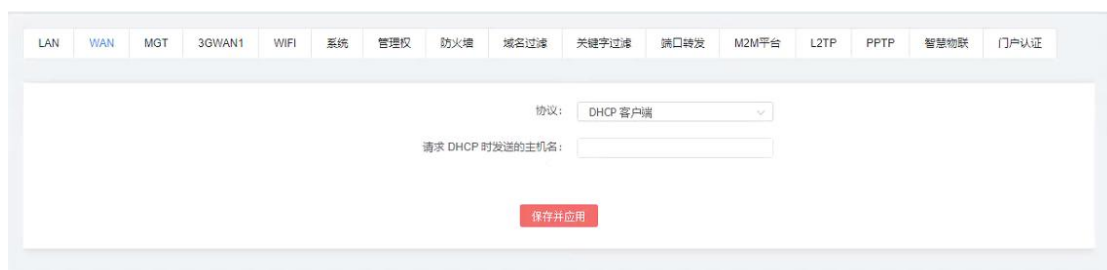 LAN WAN MGT 3GWAN1 WIFI 系统 管理权 防火墙 域名过滤 关键字过滤 端口转发 M2M平台 L2TP PPTP 智慧物联 门户认证
协议： DHCP 客户端
请求 DHCP 时发送的主机名：
保存并应用